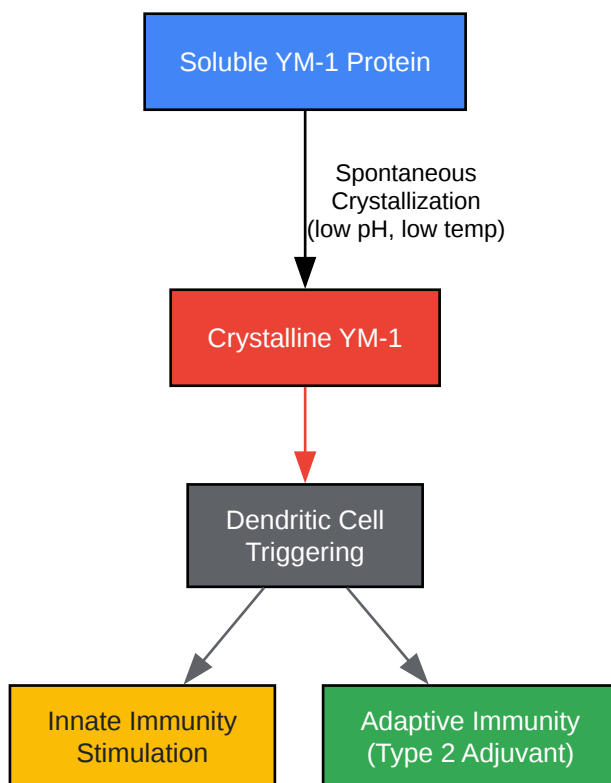 Soluble YM-1 Protein
Spontaneous
Crystallization
(low pH, low temp)
Crystalline YM-1
Dendritic Cell
Triggering
Innate Immunity
Stimulation
Adaptive Immunity
(Type 2 Adjuvant)